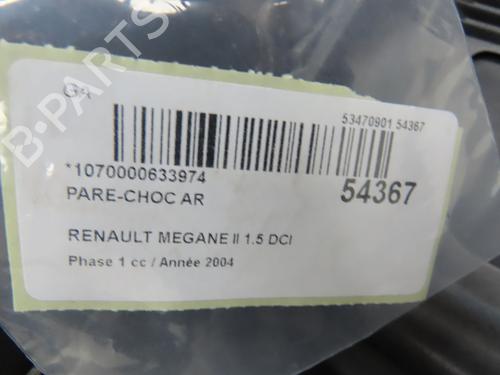 B-PARTS
G4
53470901.54367
*1070000633974
54367
PARE-CHOC AR
RENAULT MEGANE II 1.5 DCI
Phase 1 cc / Année 2004